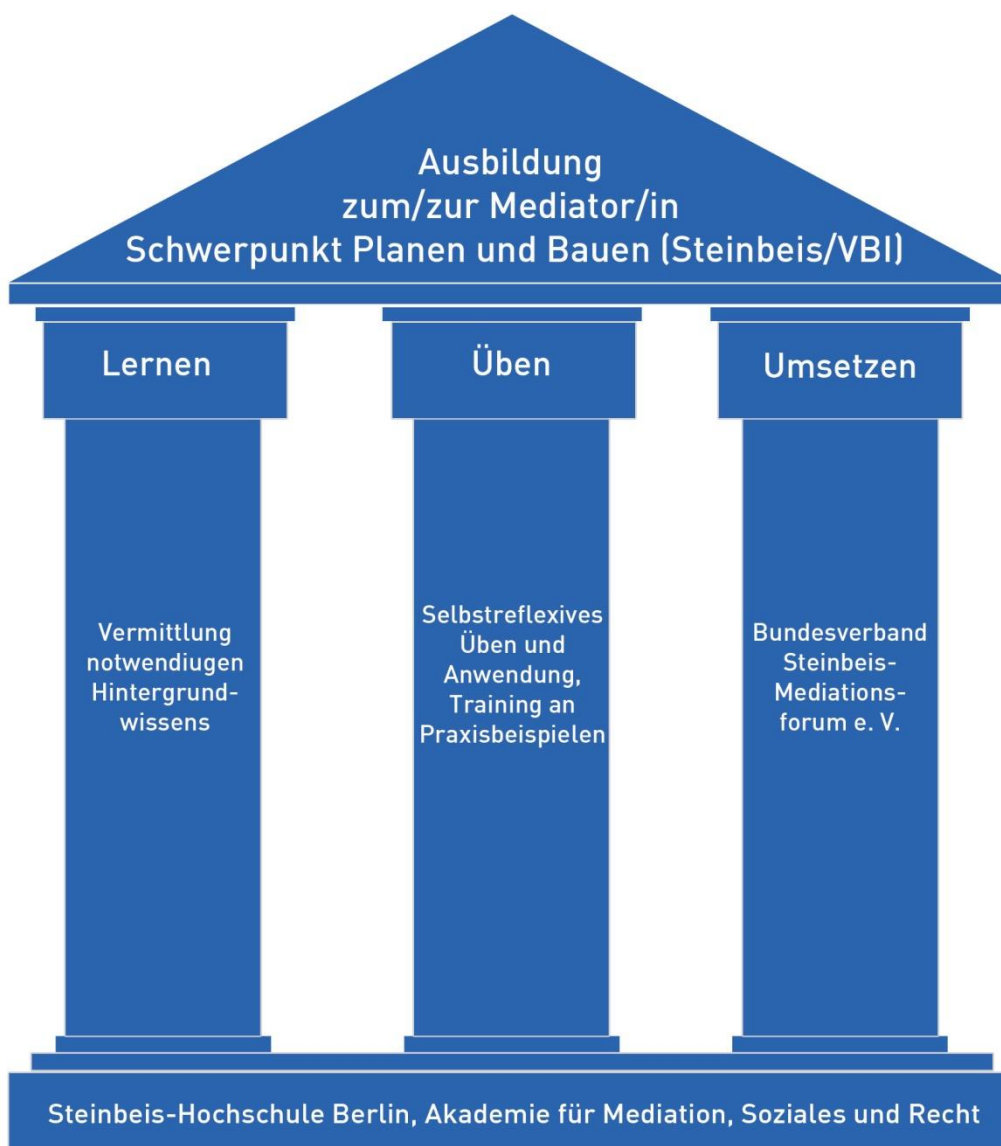 Ausbildung
zum/zur Mediator/in
Schwerpunkt Planen und Bauen (Steinbeis/VBI)
Lernen
Üben
Umsetzen
Vermittlung
notwendiugen
Hintergrund-
wissens
Selbstreflexives
Üben und
Anwendung,
Training an
Praxisbeispielen
Bundesverband
Steinbeis-
Mediations-
forum e. V.
Steinbeis-Hochschule Berlin, Akademie für Mediation, Soziales und Recht